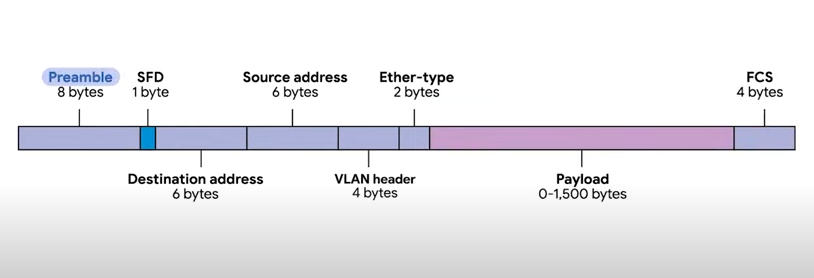 Preamble
8 bytes
SFD
1 byte
Source address
6 bytes
Ether-type
2 bytes
FCS
4 bytes
Destination address
6 bytes
VLAN header
4 bytes
Payload
0-1,500 bytes